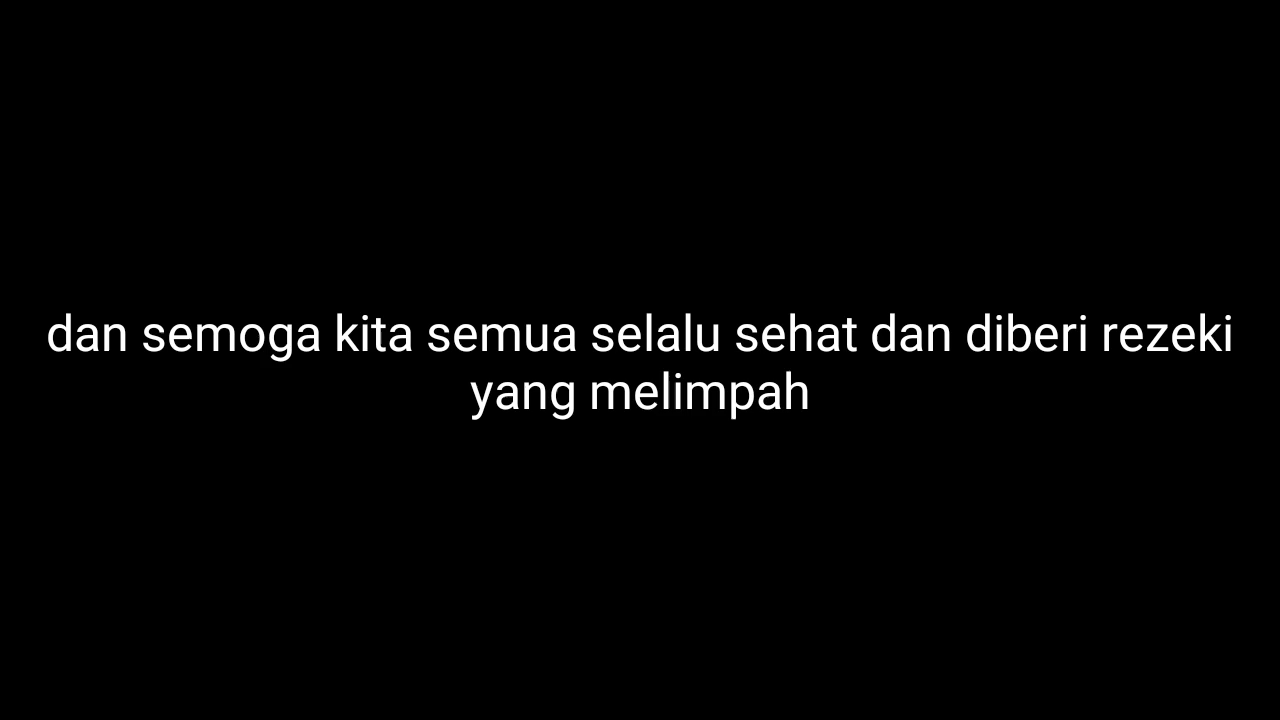 dan semoga kita semua selalu sehat dan diberi rezeki
yang melimpah